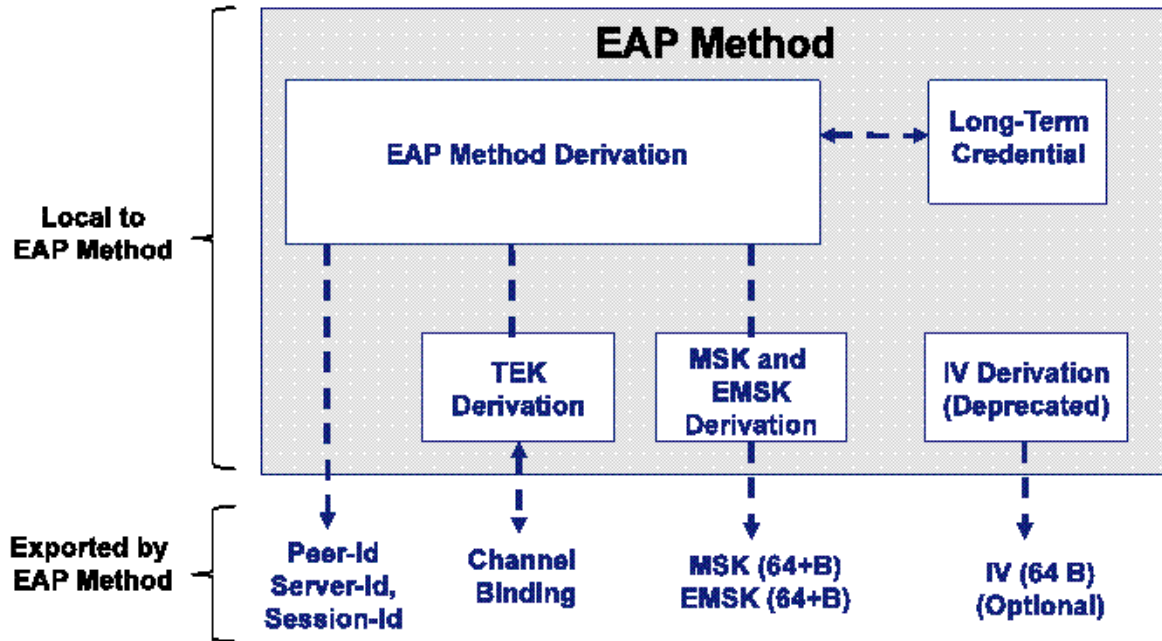 EAP Method
EAP Method Derivation
Long-Term
Credential
Local to
EAP Method
TEK
Derivation
MSK and
EMSK
Derivation
IV Derivation
(Deprecated)
Exported by
EAP Method
Peer-Id
Server-Id,
Session-Id
Channel
Binding
MSK (64+B)
EMSK (64+B)
IV (64 B)
(Optional)